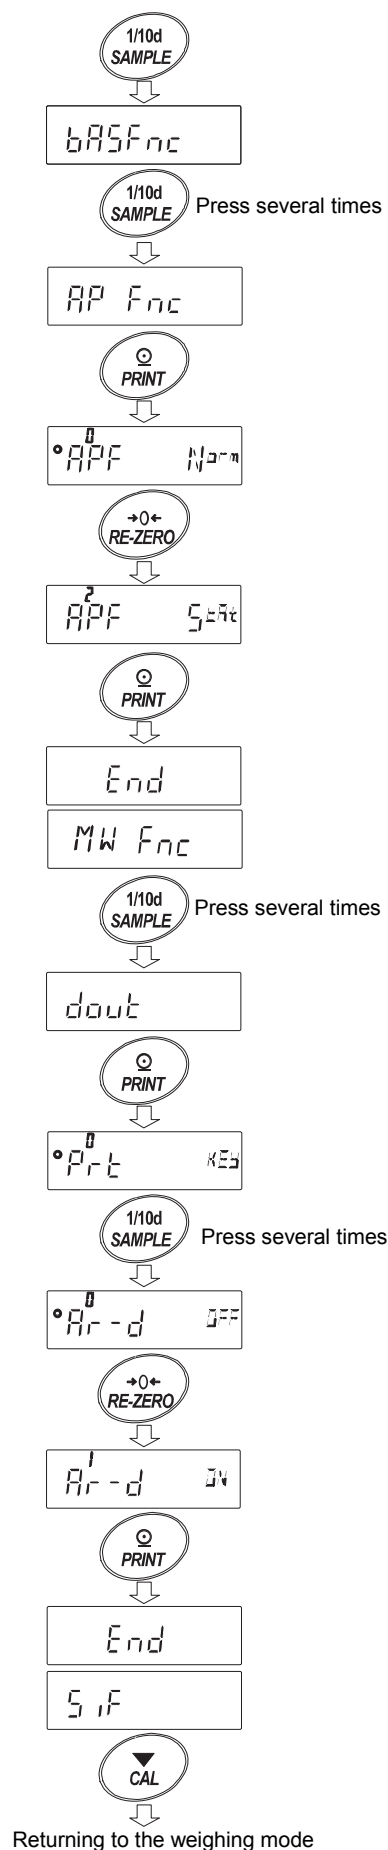 1/10d
SAMPLE
bASFnc
1/10d
SAMPLE
Press several times
AP Fnc
PRINT
0
APF Norm
→0←
RE-ZERO
2
APF StAt
PRINT
End
MW Fnc
1/10d
SAMPLE
Press several times
dout
PRINT
0
Prt KEY
1/10d
SAMPLE
Press several times
0
Ar-d OFF
→0←
RE-ZERO
1
Ar-d ON
PRINT
End
SiF
CAL
Returning to the weighing mode